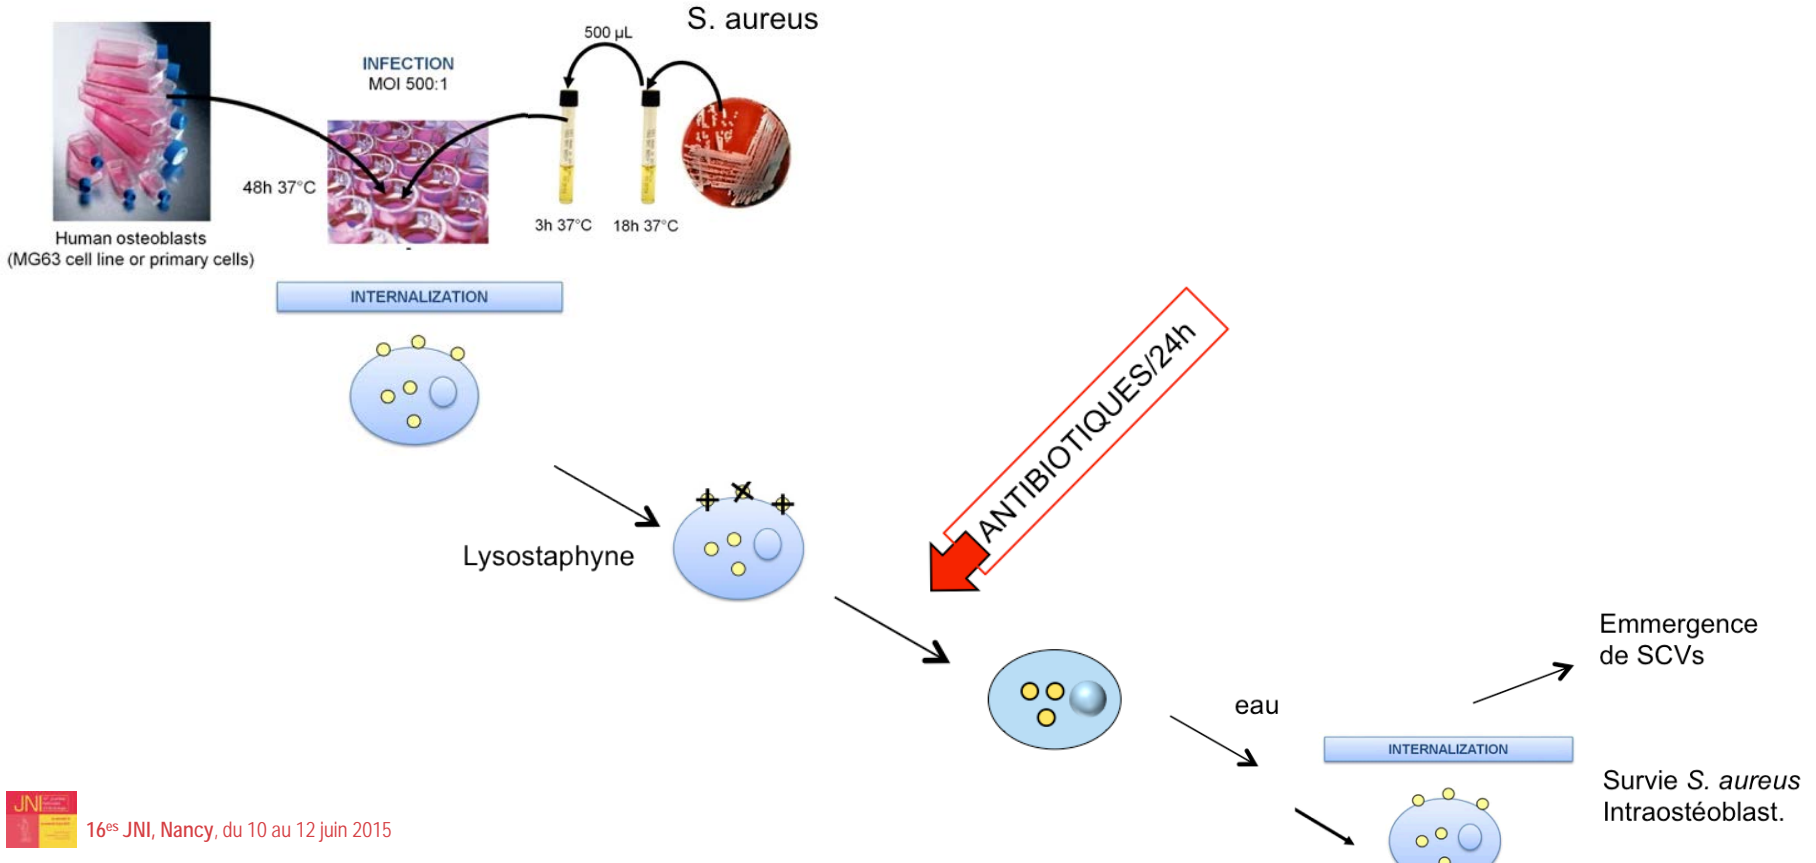 S. aureus
500 µL
INFECTION
MOI 500:1
48h 37°C
3h 37°C
18h 37°C
Human osteoblasts
(MG63 cell line or primary cells)
INTERNALIZATION
ANTIBIOTIQUES/24h
Lysostaphyne
Emmergence
de SCVs
eau
INTERNALIZATION
Survie S. aureus
Intraostéoblast.
JNI
16es JNI, Nancy, du 10 au 12 juin 2015